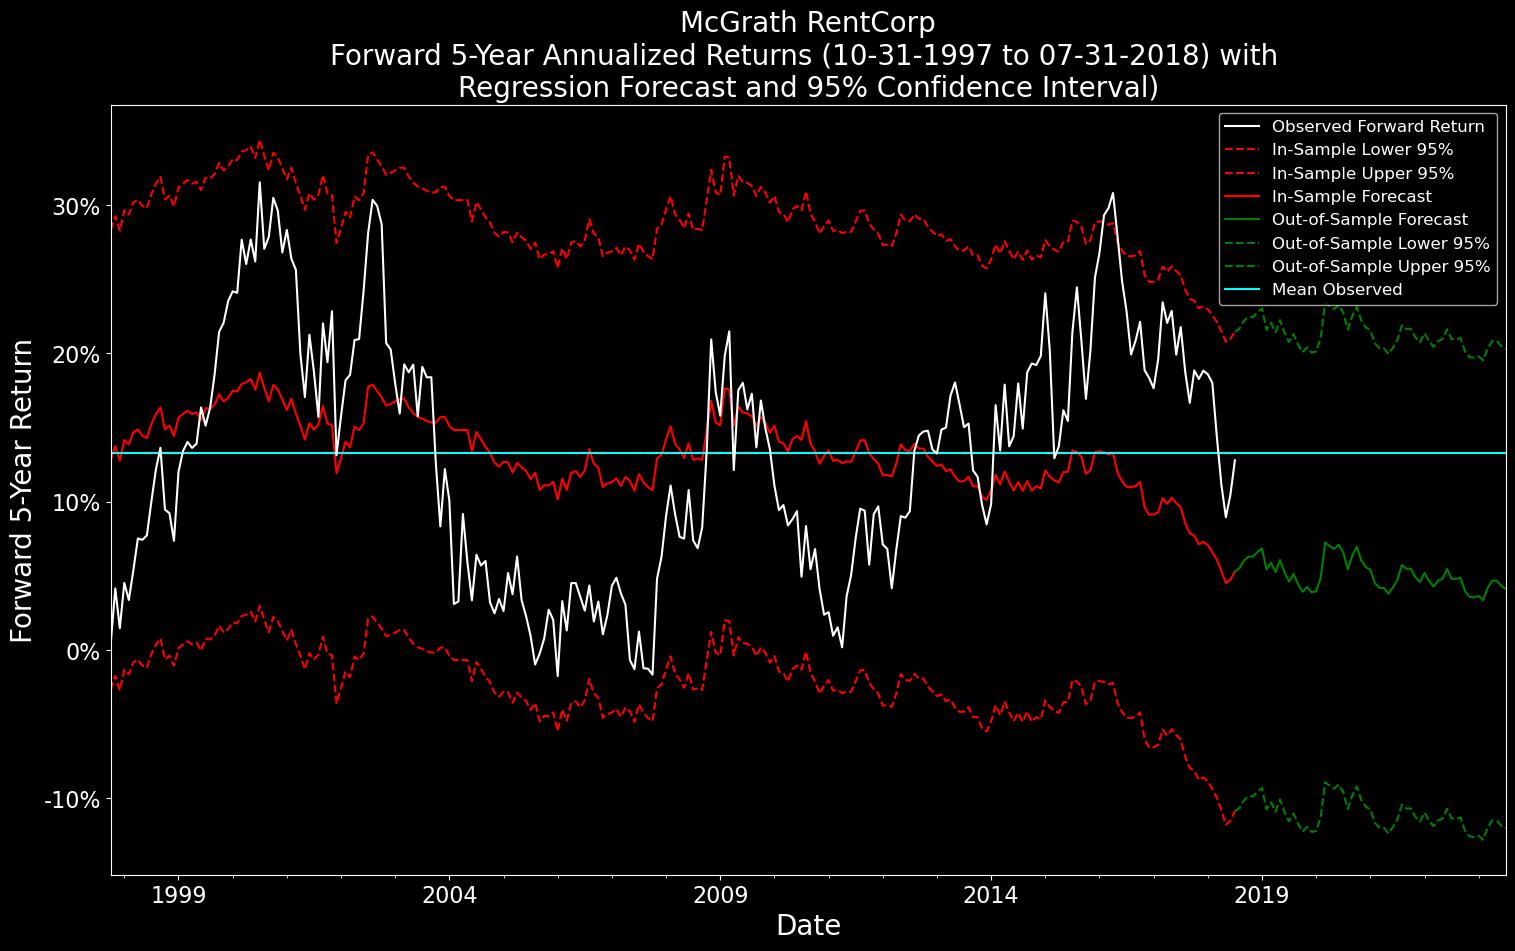 McGrath RentCorp
Forward 5-Year Annualized Returns (10-31-1997 to 07-31-2018) with
Regression Forecast and 95% Confidence Interval)
Observed Forward Return
In-Sample Lower 95%
In-Sample Upper 95%
In-Sample Forecast
Out-of-Sample Forecast
Out-of-Sample Lower 95%
Out-of-Sample Upper 95%
Mean Observed
Forward 5-Year Return
30%
20%
10%
0%
-10%
1999
2004
2009
2014
2019
Date